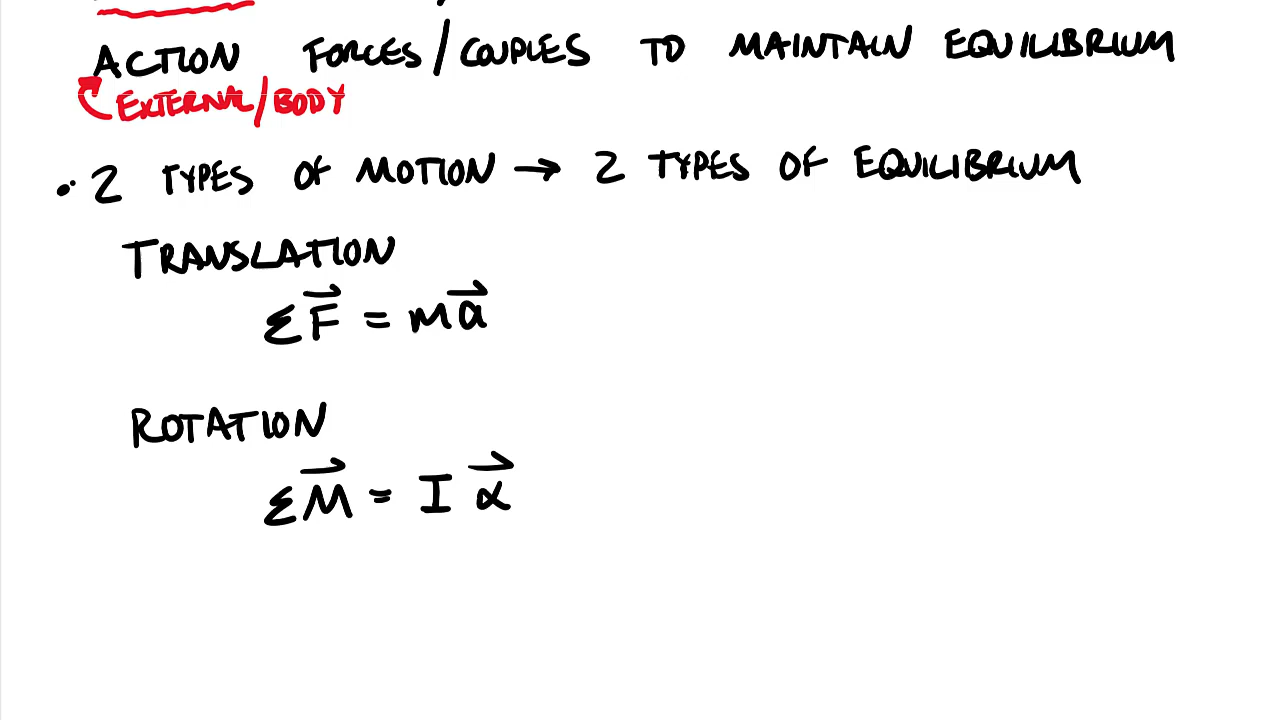 ACTION FORCES/COUPLES TO MAINTAIN EQUILIBRIUM
EXTERNAL/BODY
• 2 TYPES OF MOTION → 2 TYPES OF EQUILIBRIUM
TRANSLATION
ΣF⃗ = ma⃗
ROTATION
ΣM⃗ = I α⃗